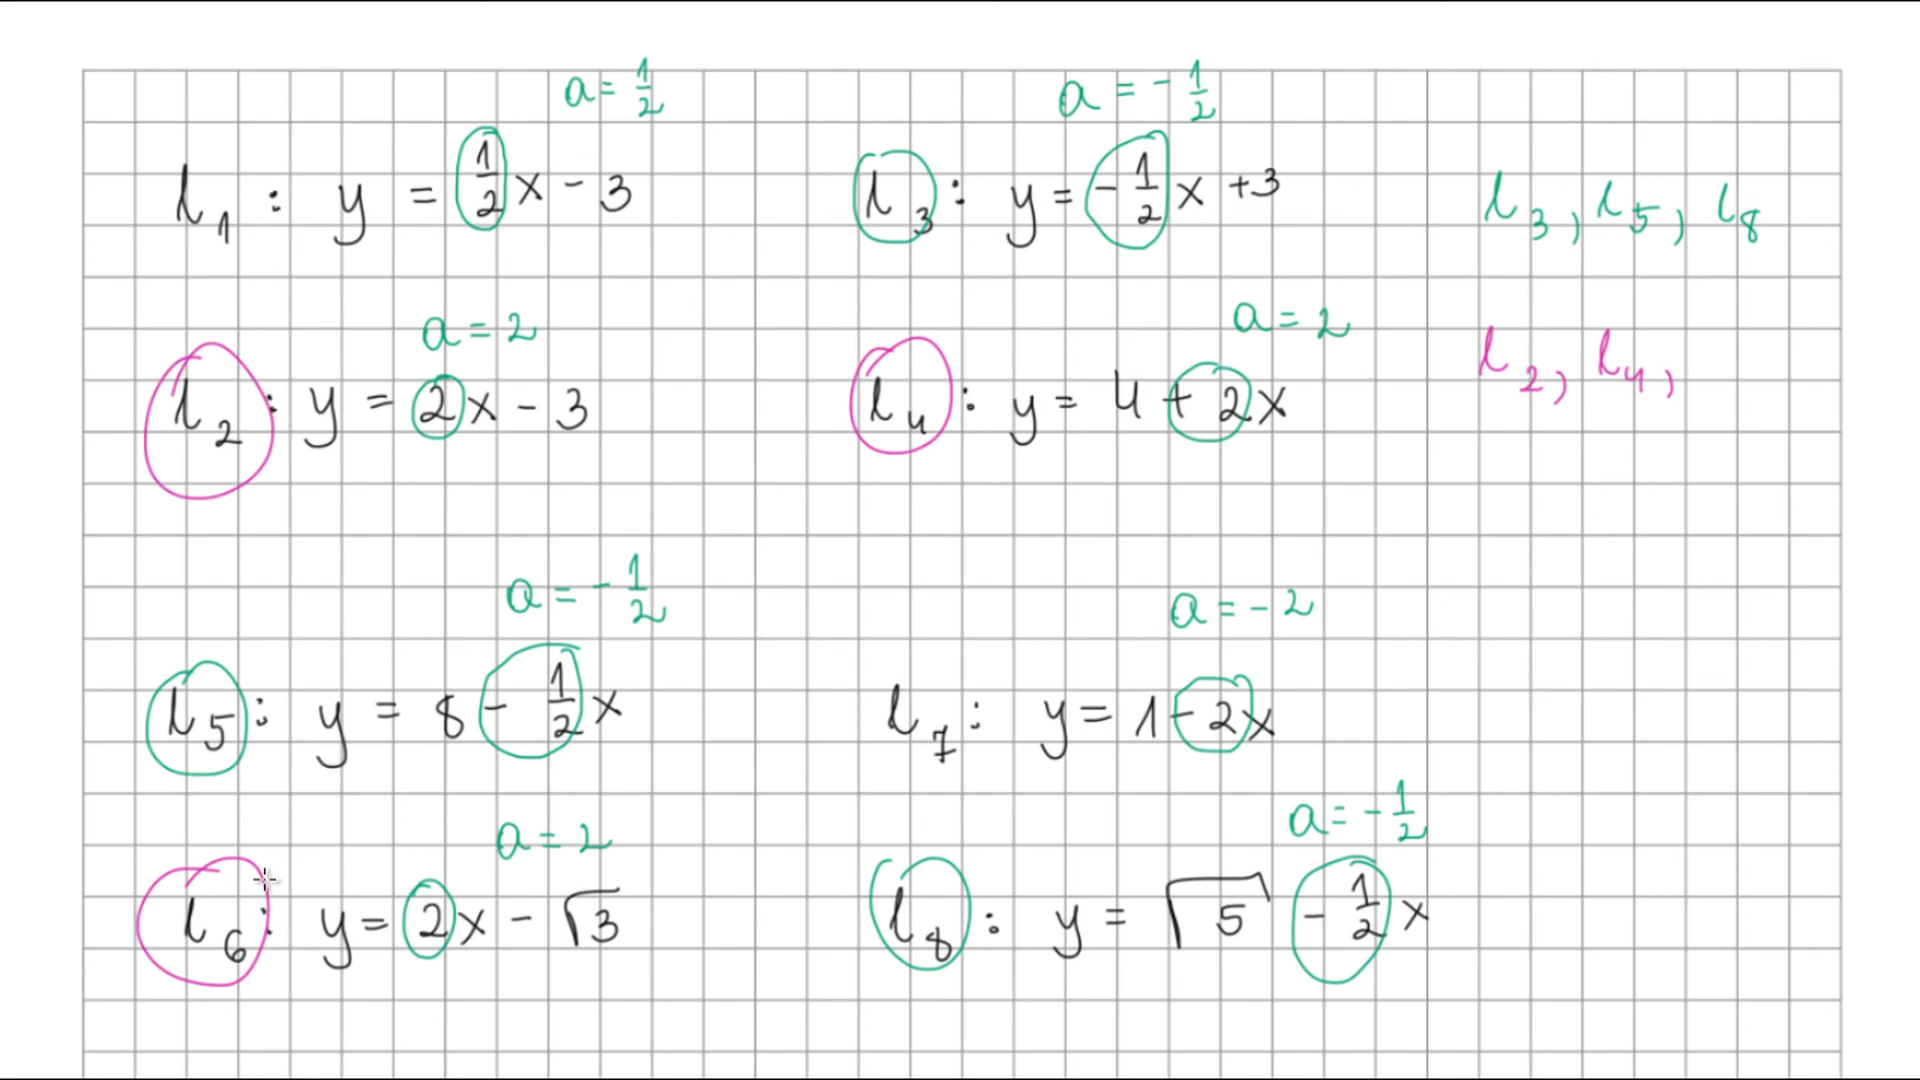 a = 1/2
a = - 1/2
l₁ : y = 1/2 x - 3
l₃ : y = - 1/2 x + 3
l₃, l₅, l₈
a = 2
a = 2
l₂ : y = 2x - 3
l₄ : y = 4 + 2x
l₂, l₄,
a = - 1/2
a = - 2
l₅ : y = 8 - 1/2 x
l₇ : y = 1 - 2x
a = 2
a = - 1/2
l₆ : y = 2x - √3
l₈ : y = √5 - 1/2 x